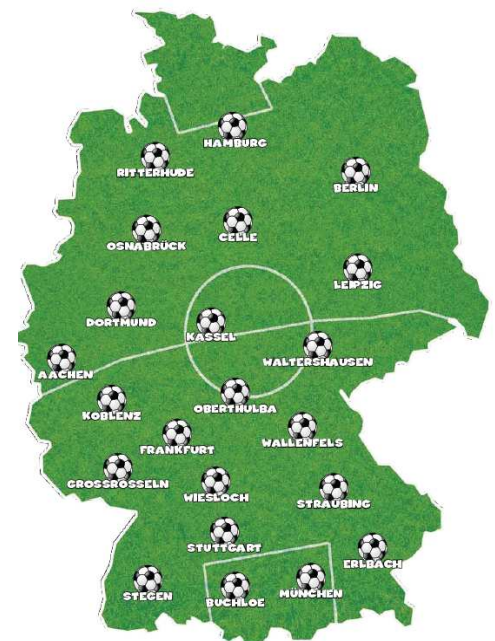 HAMBURG
RITTERHUDE
BERLIN
CELLE
OSNABRÜCK
LEIPZIG
DORTMUND
KASSEL
WALTERSHAUSEN
AACHEN
OBERTHULBA
KOBLENZ
WALLENFELS
FRANKFURT
GROSSROSSELN
WIESLOCH
STRAUBING
STUTTGART
ERLBACH
STEGEN
BUCHLOE
MÜNCHEN